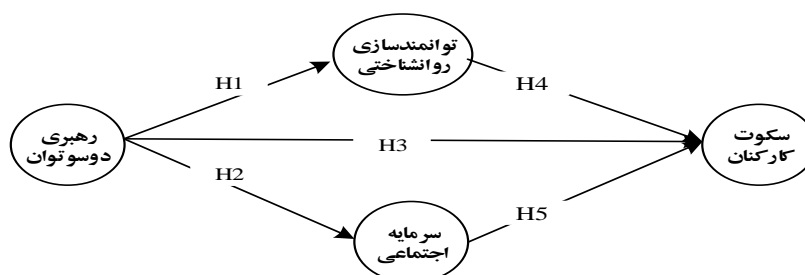 توانمندسازی
روانشناختی
H1
H4
رهبری
دوسوتوان
H3
سکوت
کارکنان
H2
H5
سرمایه
اجتماعی